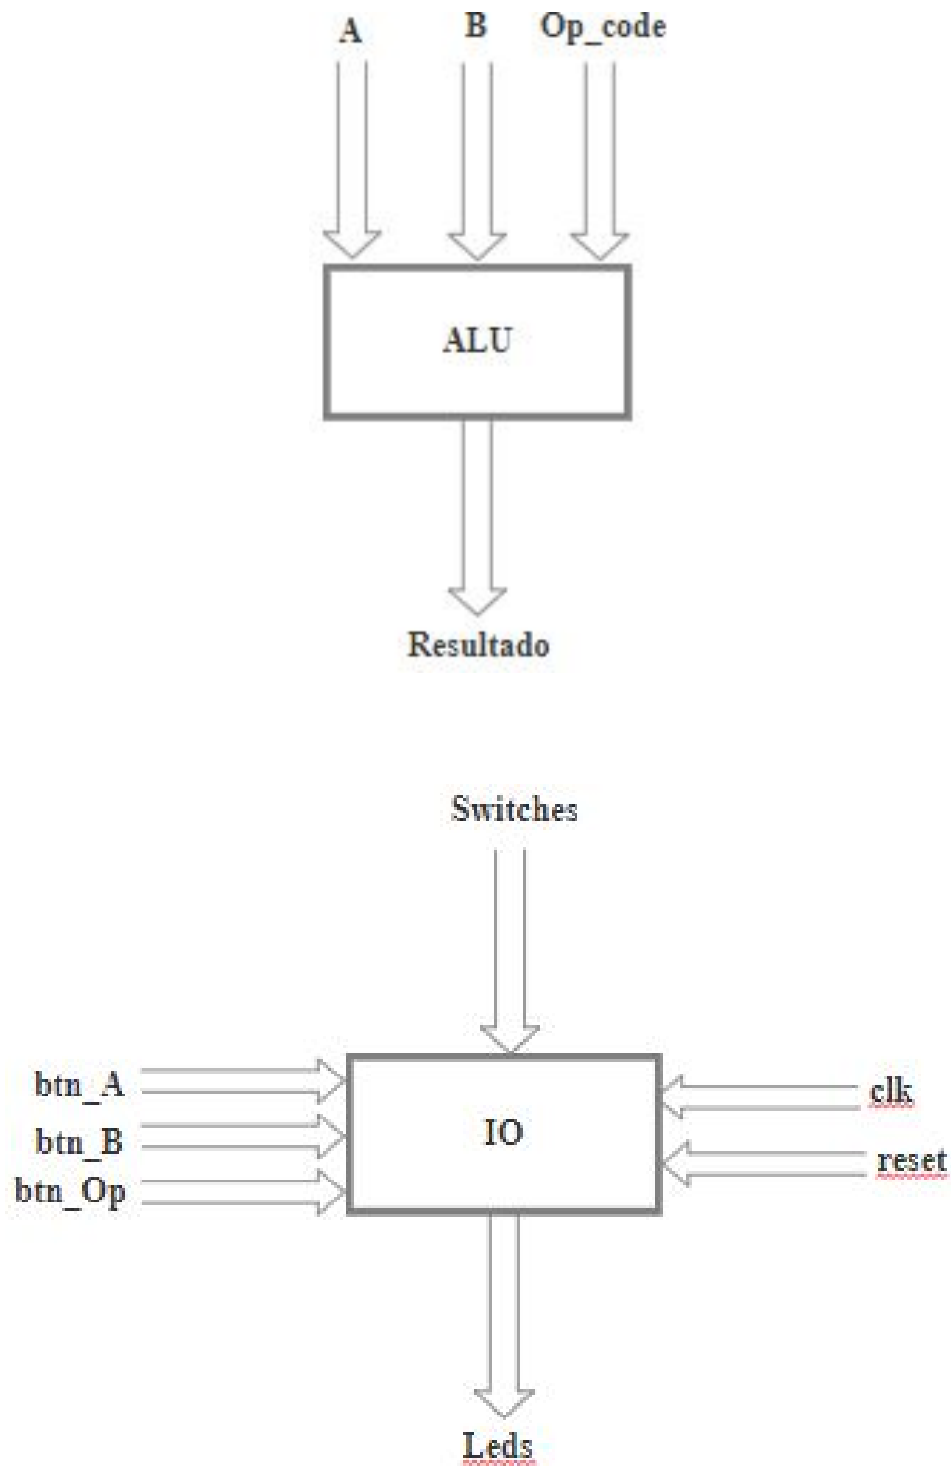 A B Op_code
ALU
Resultado
Switches
btn_A
btn_B
btn_Op
IO
clk
reset
Leds